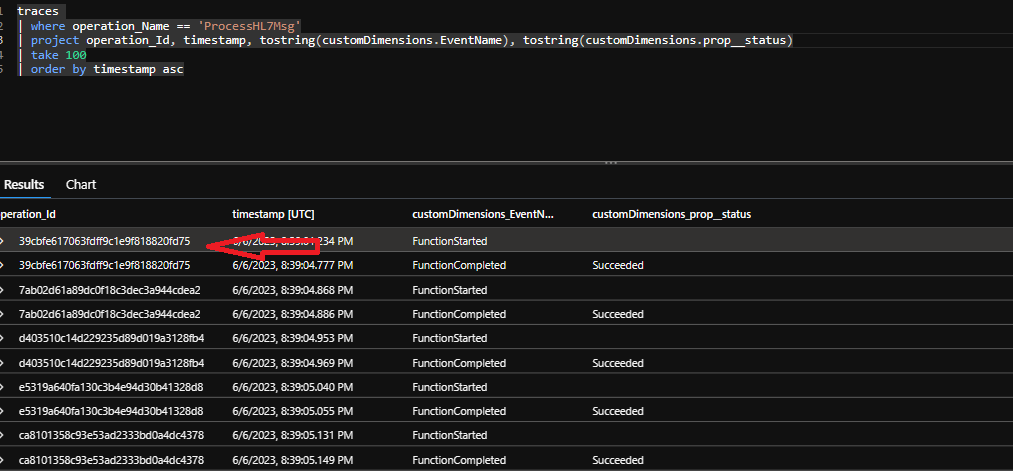 1 traces
2 | where operation_Name == 'ProcessHL7Msg'
3 | project operation_Id, timestamp, tostring(customDimensions.EventName), tostring(customDimensions.prop__status)
4 | take 100
5 | order by timestamp asc
...
Results Chart
peration_Id timestamp [UTC] customDimensions_EventN... customDimensions_prop__status
39cbfe617063fdff9c1e9f818820fd75 6/6/2023, .234 PM FunctionStarted
39cbfe617063fdff9c1e9f818820fd75 6/6/2023, 8:39:04.777 PM FunctionCompleted Succeeded
7ab02d61a89dc0f18c3dec3a944cdea2 6/6/2023, 8:39:04.868 PM FunctionStarted
7ab02d61a89dc0f18c3dec3a944cdea2 6/6/2023, 8:39:04.886 PM FunctionCompleted Succeeded
d403510c14d229235d89d019a3128fb4 6/6/2023, 8:39:04.953 PM FunctionStarted
d403510c14d229235d89d019a3128fb4 6/6/2023, 8:39:04.969 PM FunctionCompleted Succeeded
e5319a640fa130c3b4e94d30b41328d8 6/6/2023, 8:39:05.040 PM FunctionStarted
e5319a640fa130c3b4e94d30b41328d8 6/6/2023, 8:39:05.055 PM FunctionCompleted Succeeded
ca8101358c93e53ad2333bd0a4dc4378 6/6/2023, 8:39:05.131 PM FunctionStarted
ca8101358c93e53ad2333bd0a4dc4378 6/6/2023, 8:39:05.149 PM FunctionCompleted Succeeded